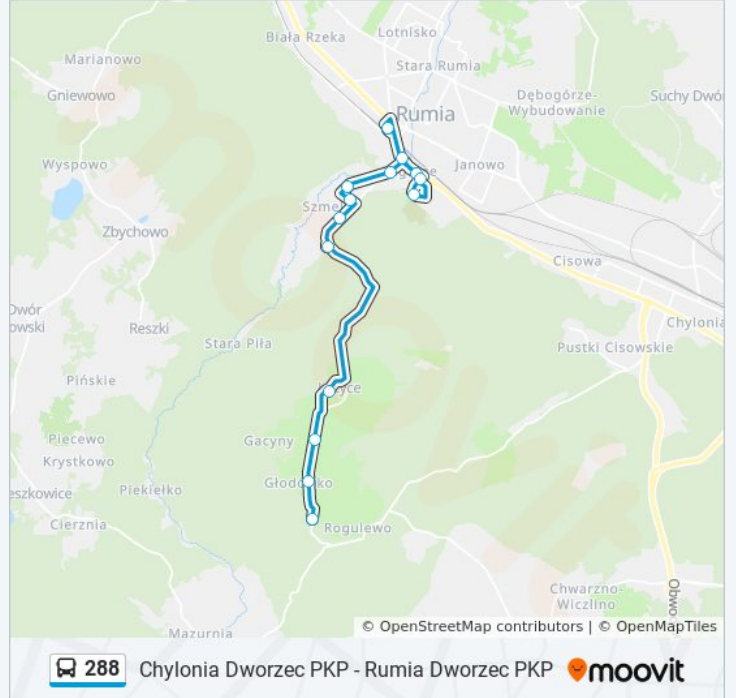 Biała Rzeka
Lotnisko
Marianowo
Stara Rumia
Gniewowo
Dębogórze-
Wybudowanie
Suchy Dwór
Rumia
Wyspowo
Janowo
Zbychowo
Cisowa
Dwór
owski
Reszki
Chylonia
Stara Piła
Pustki Cisowskie
Pińskie
Piecewo
Gacyny
Krystkowo
eszkowice
Piekiełko
Cierznia
Rogulewo
Chwarzno-
Wiczlino
Obwo
Mazurnia
© OpenStreetMap contributors | © OpenMapTiles
288 Chylonia Dworzec PKP - Rumia Dworzec PKP moovit